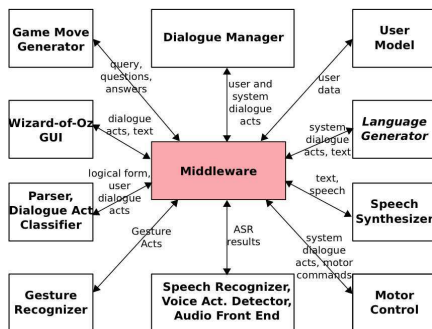 Game Move
Generator
Dialogue Manager
User
Model
query,
questions,
answers
user and
system
dialogue
acts
user
data
Wizard-of-Oz
GUI
dialogue
acts, text
Middleware
system
dialogue
acts, text
Language
Generator
Parser,
Dialogue Act
Classifier
logical form,
user
dialogue
acts
text,
speech
Speech
Synthesizer
Gesture
Acts
ASR
results
system
dialogue
acts, motor
commands
Gesture
Recognizer
Speech Recognizer,
Voice Act. Detector,
Audio Front End
Motor
Control